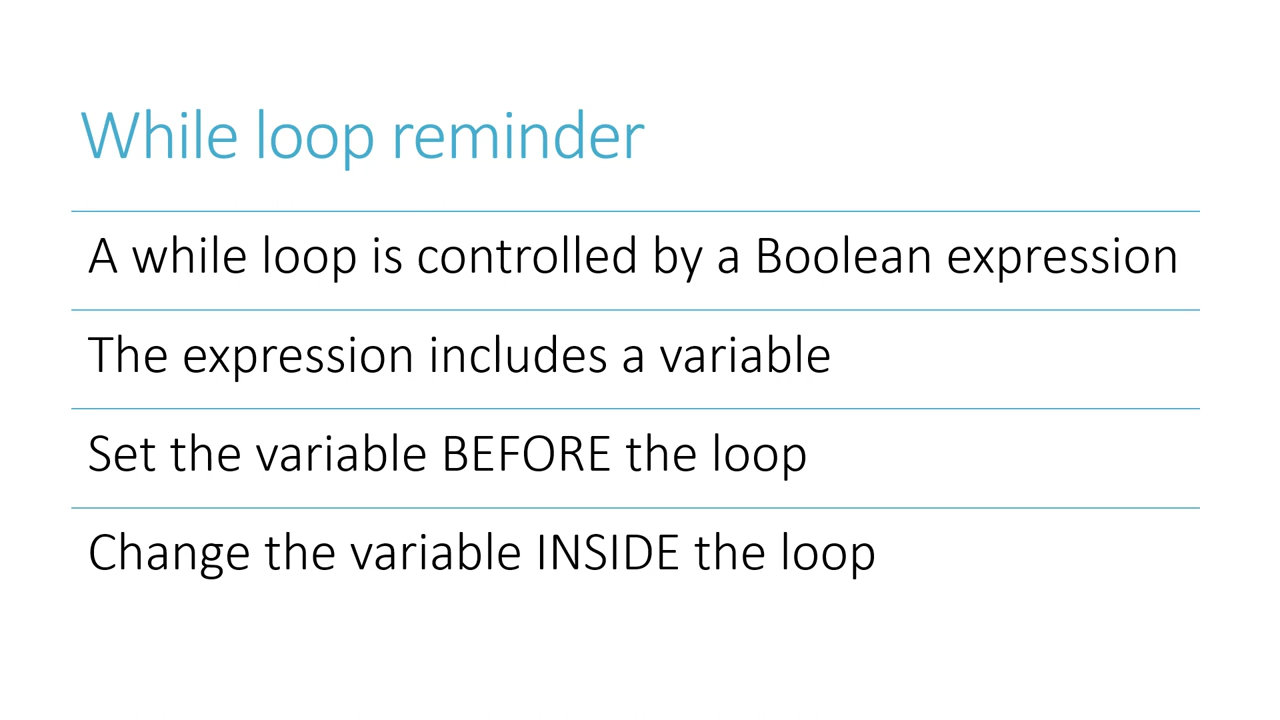 While loop reminder
A while loop is controlled by a Boolean expression
The expression includes a variable
Set the variable BEFORE the loop
Change the variable INSIDE the loop